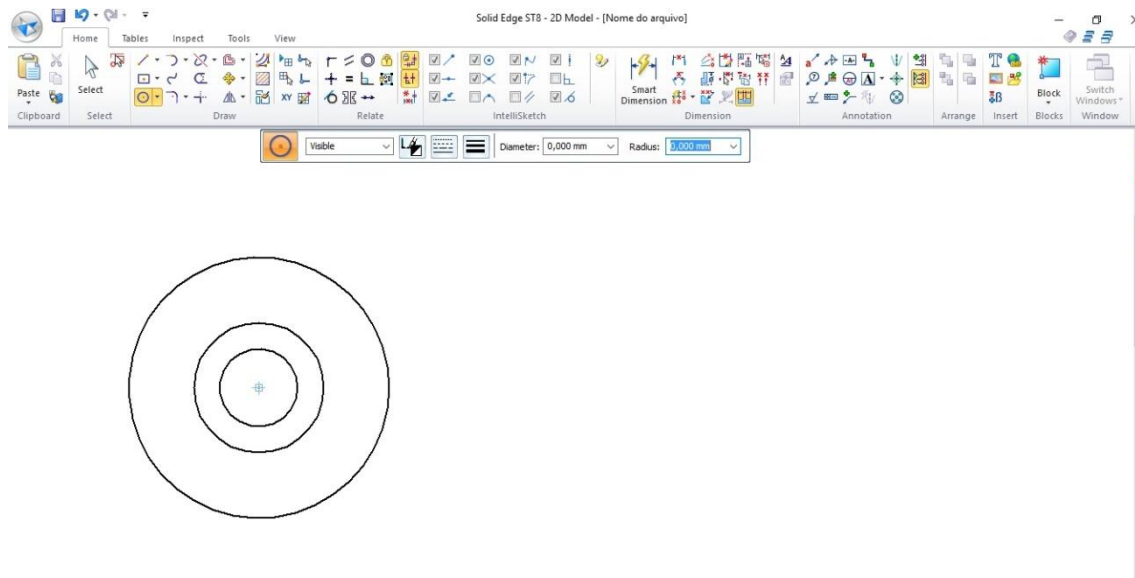 Solid Edge ST8 - 2D Model - [Nome do arquivo]
Home Tables Inspect Tools View
Paste
Select
Smart
Dimension
Block
Switch
Windows
XY
A
Clipboard Select Draw Relate IntelliSketch Dimension Annotation Arrange Insert Blocks Window
Visible Diameter: 0,000 mm Radius: 0,000 mm